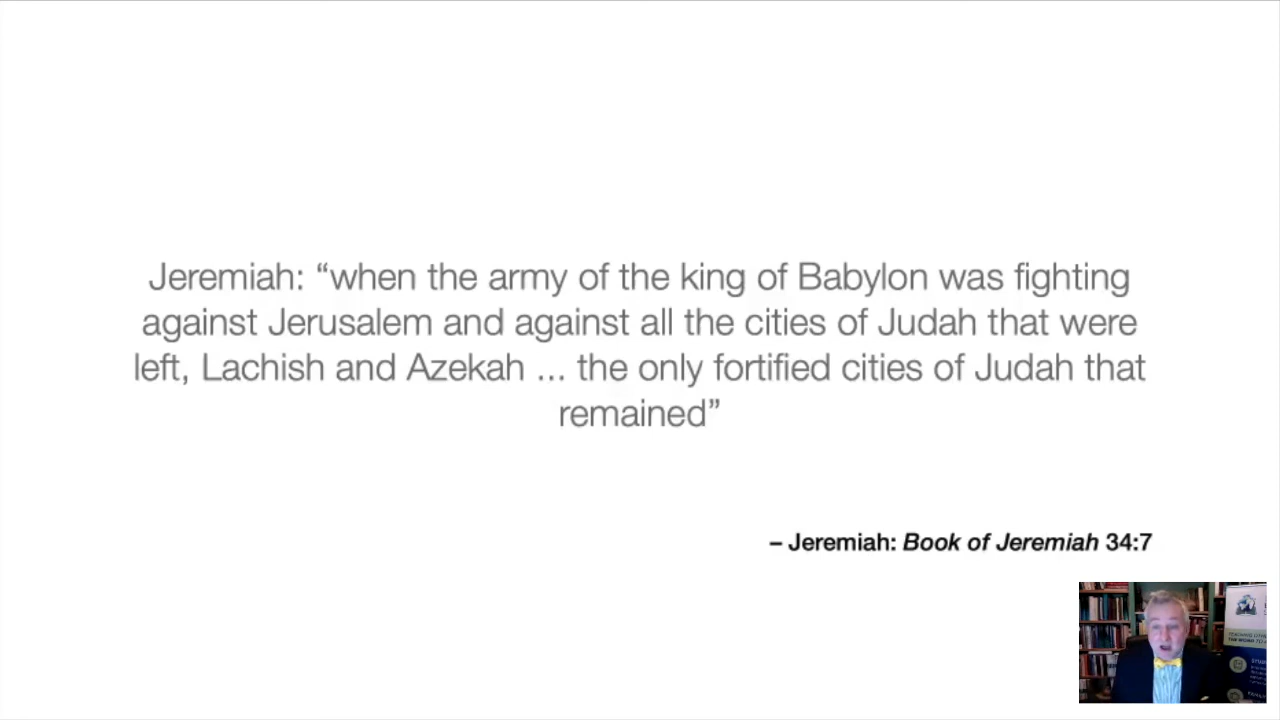 Jeremiah: “when the army of the king of Babylon was fighting
against Jerusalem and against all the cities of Judah that were
left, Lachish and Azekah ... the only fortified cities of Judah that
remained”
– Jeremiah: Book of Jeremiah 34:7